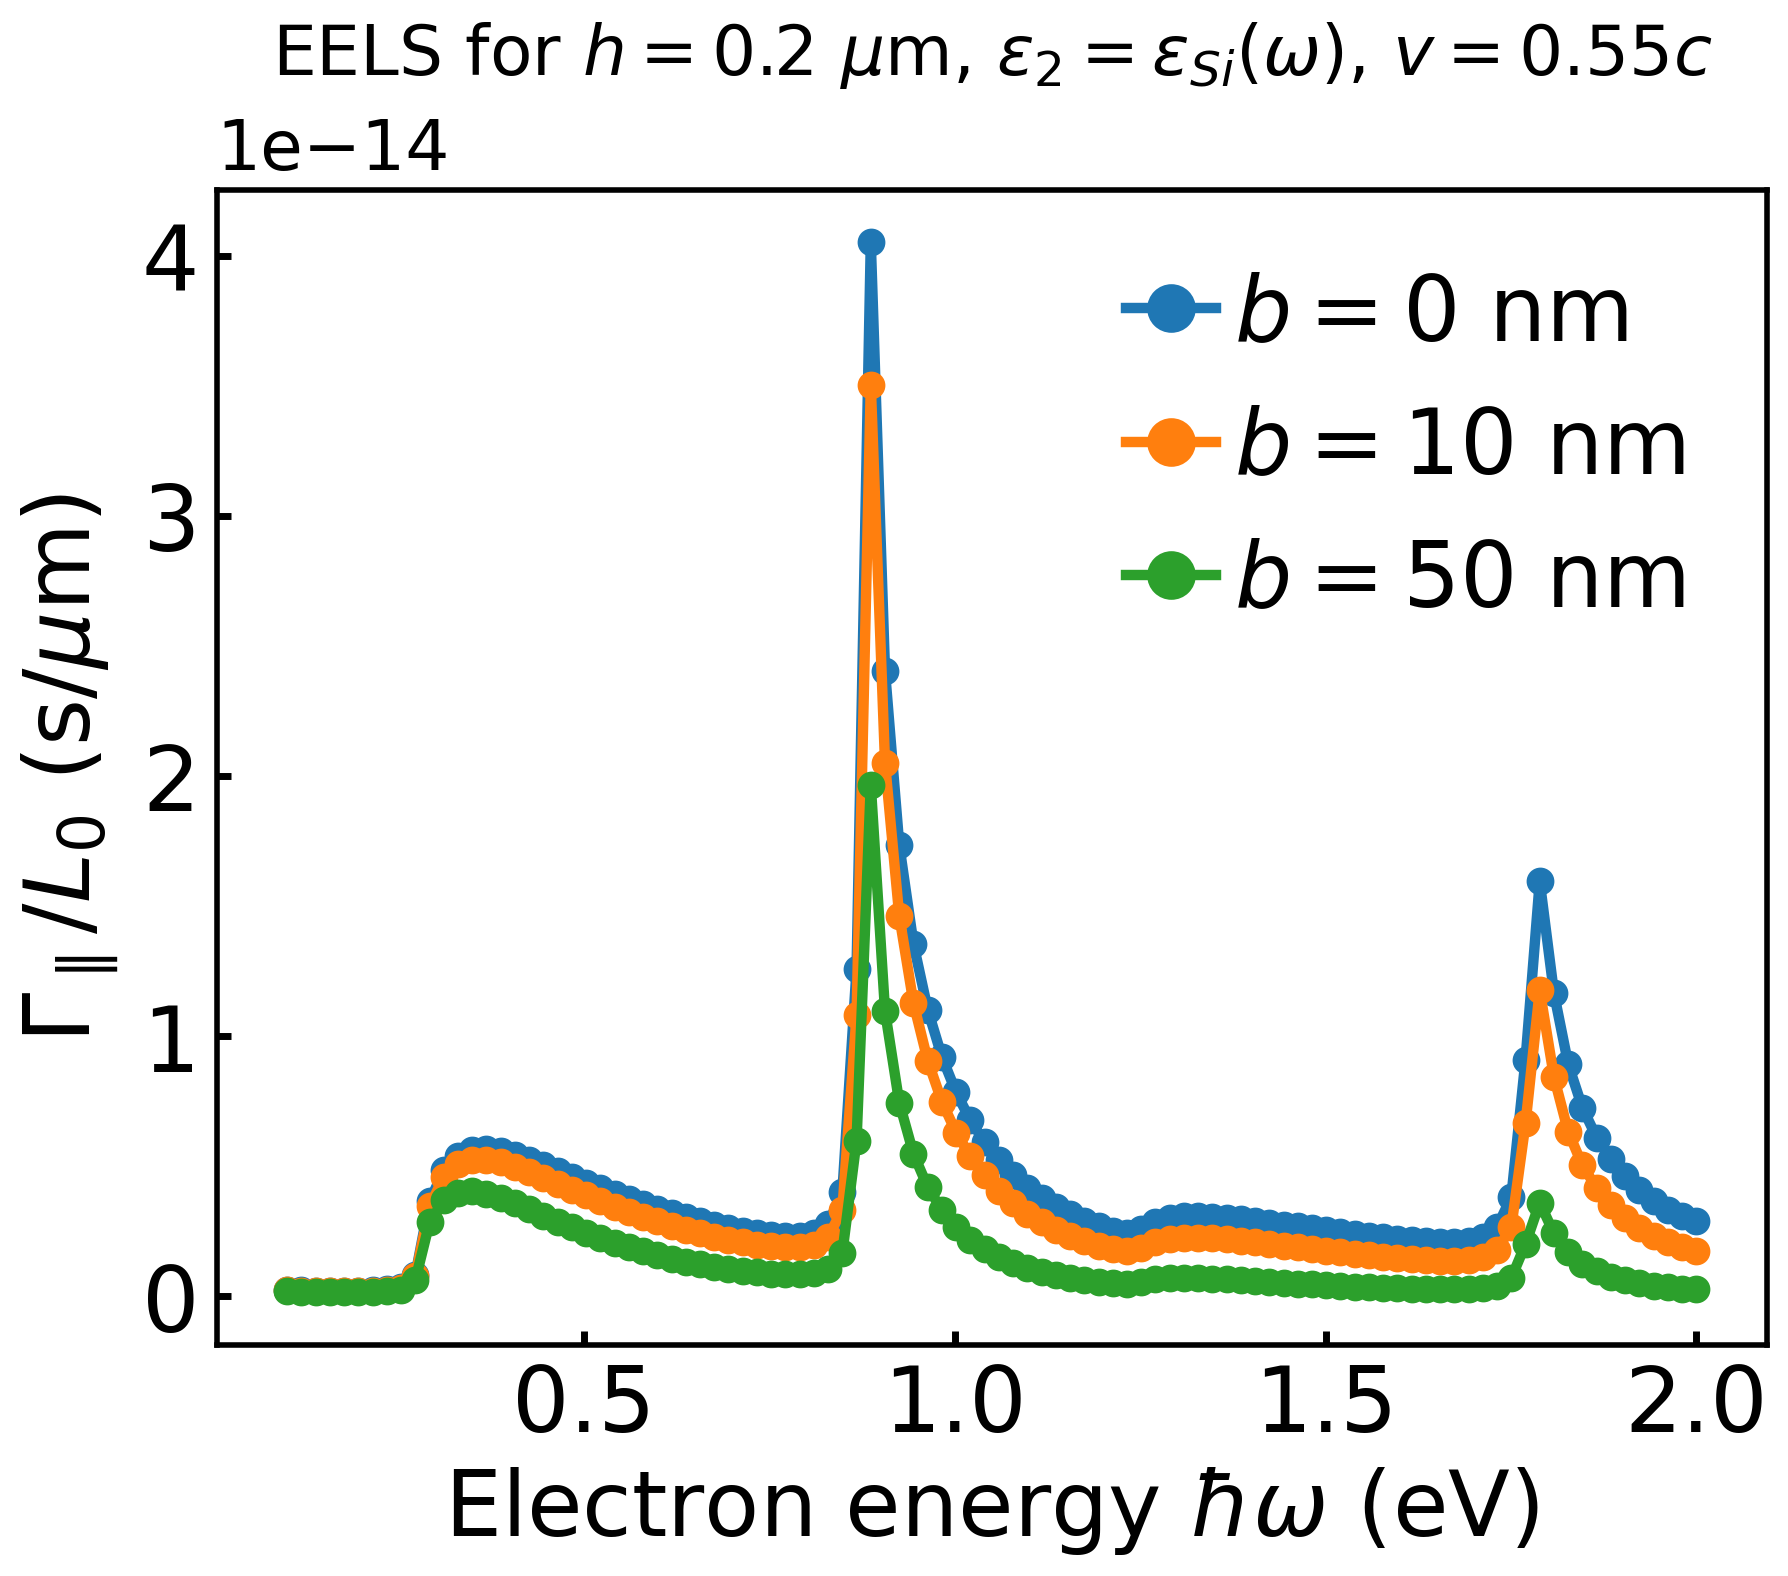 EELS for h = 0.2 μm, ε₂ = ε_Si(ω), v = 0.55c
1e−14
4
3
2
1
0
Γ∥/L₀ (s/μm)
b = 0 nm
b = 10 nm
b = 50 nm
0.5 1.0 1.5 2.0
Electron energy ħω (eV)